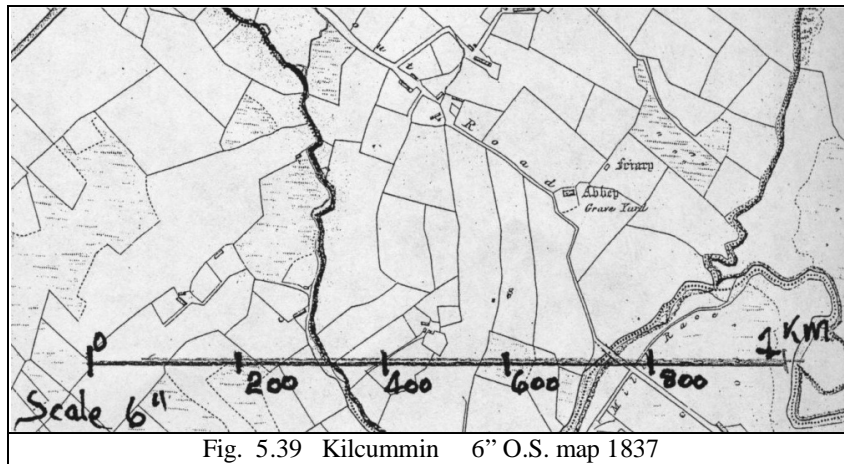 Road
Abbey
Grave Yard
Race
0
200
400
600
800
1 KM
Scale 6"
Fig. 5.39 Kilcummin 6” O.S. map 1837